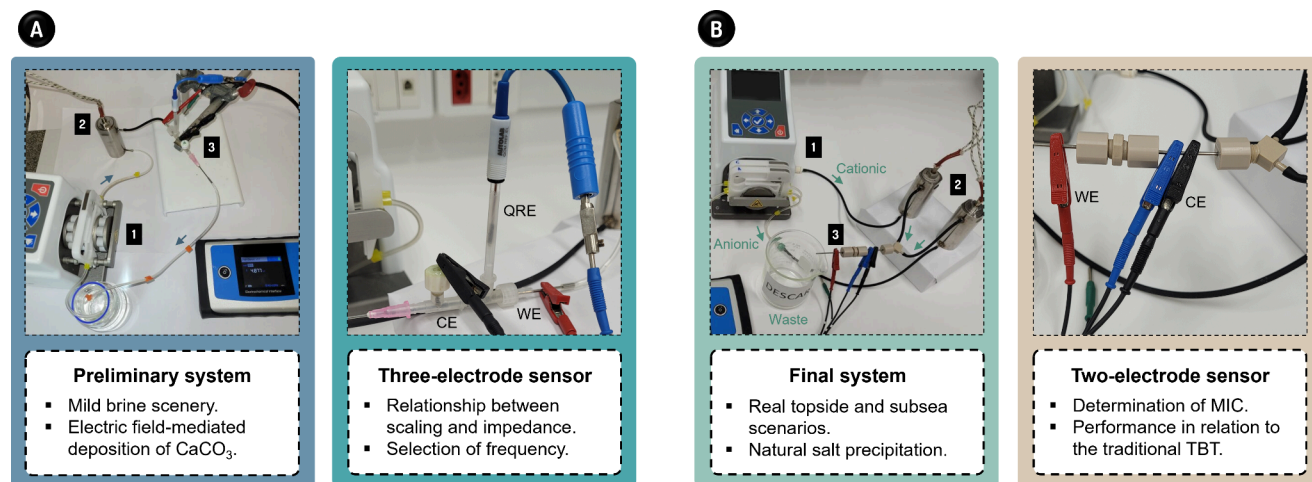 A
B
2
3
1
QRE
AUTOLAB
CE
WE
1
Cationic
2
3
Anionic
DESCAR
Waste
WE
CE
Preliminary system
▪ Mild brine scenery.
▪ Electric field-mediated
deposition of CaCO₃.
Three-electrode sensor
▪ Relationship between
scaling and impedance.
▪ Selection of frequency.
Final system
▪ Real topside and subsea
scenarios.
▪ Natural salt precipitation.
Two-electrode sensor
▪ Determination of MIC.
▪ Performance in relation to
the traditional TBT.